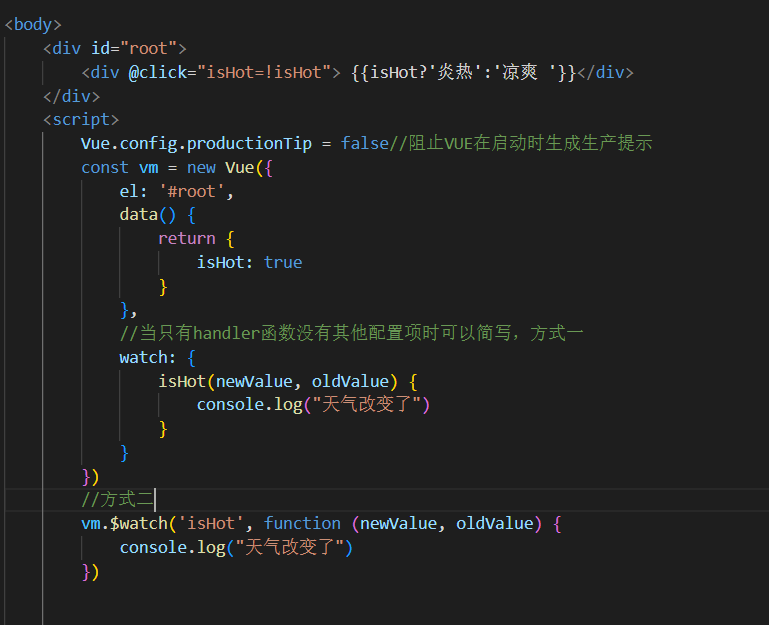 <body>
<div id="root">
<div @click="isHot=!isHot"> {{isHot?'炎热':'凉爽 '}}</div>
</div>
<script>
Vue.config.productionTip = false//阻止VUE在启动时生成生产提示
const vm = new Vue({
el: '#root',
data() {
return {
isHot: true
}
},
//当只有handler函数没有其他配置项时可以简写，方式一
watch: {
isHot(newValue, oldValue) {
console.log("天气改变了")
}
}
})
//方式二
vm.$watch('isHot', function (newValue, oldValue) {
console.log("天气改变了")
})